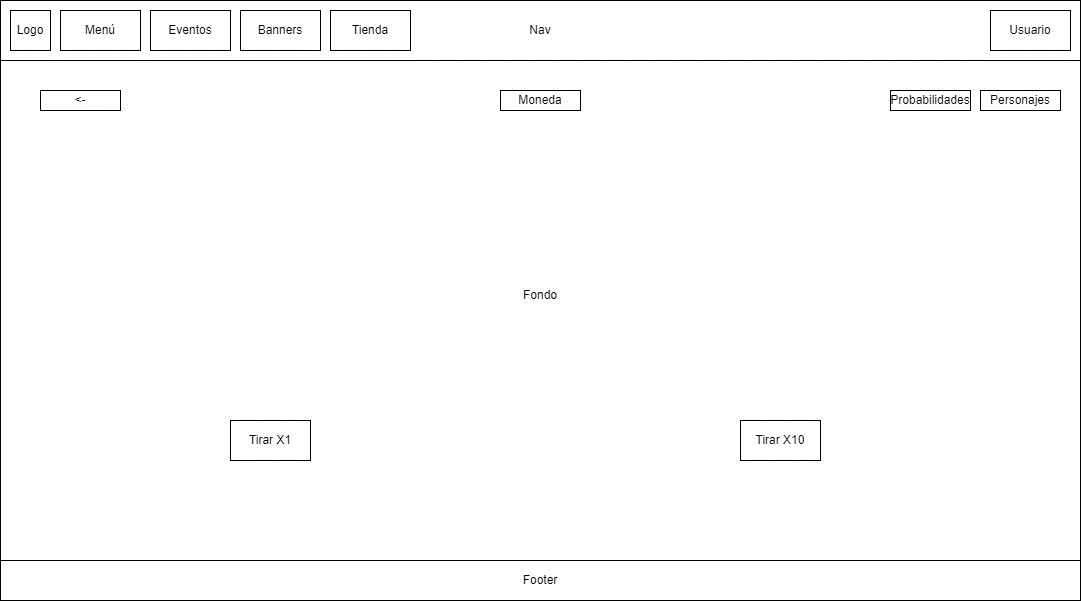 Logo
Menú
Eventos
Banners
Tienda
Nav
Usuario
<-
Moneda
Probabilidades
Personajes
Fondo
Tirar X1
Tirar X10
Footer